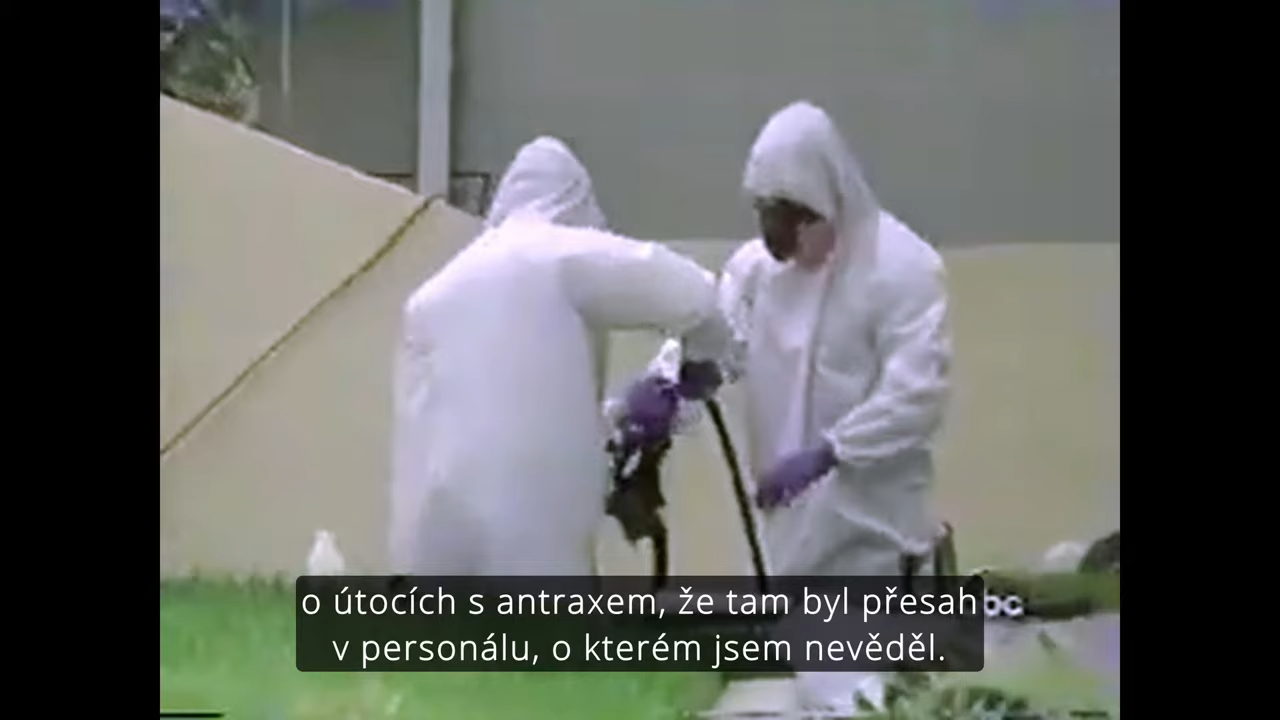 o útocích s antraxem, že tam byl přesah
v personálu, o kterém jsem nevěděl.